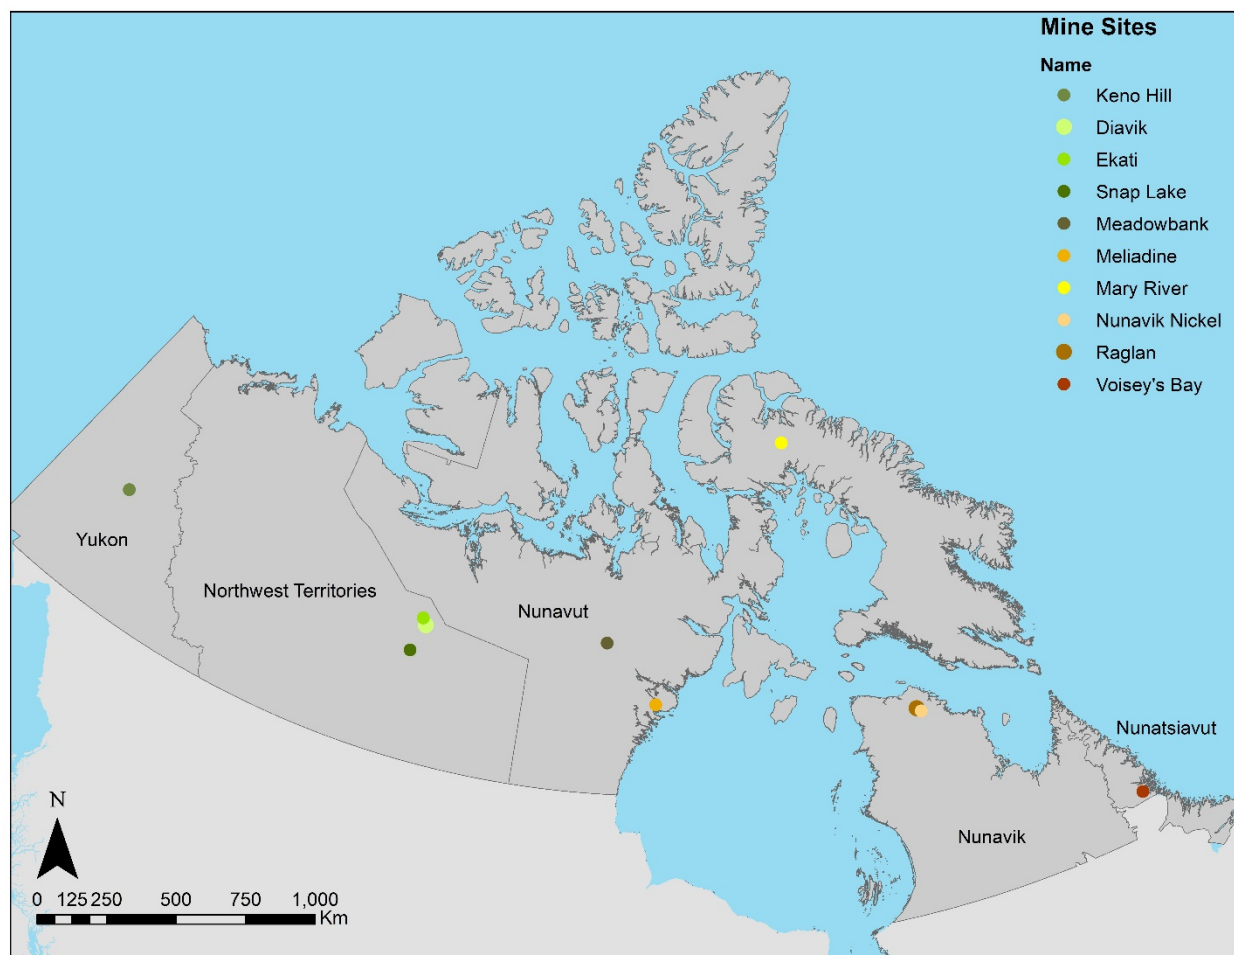 Mine Sites
Name
Keno Hill
Diavik
Ekati
Snap Lake
Meadowbank
Meliadine
Mary River
Nunavik Nickel
Raglan
Voisey's Bay
Yukon
Northwest Territories
Nunavut
Nunatsiavut
Nunavik
N
0 125 250 500 750 1,000
Km